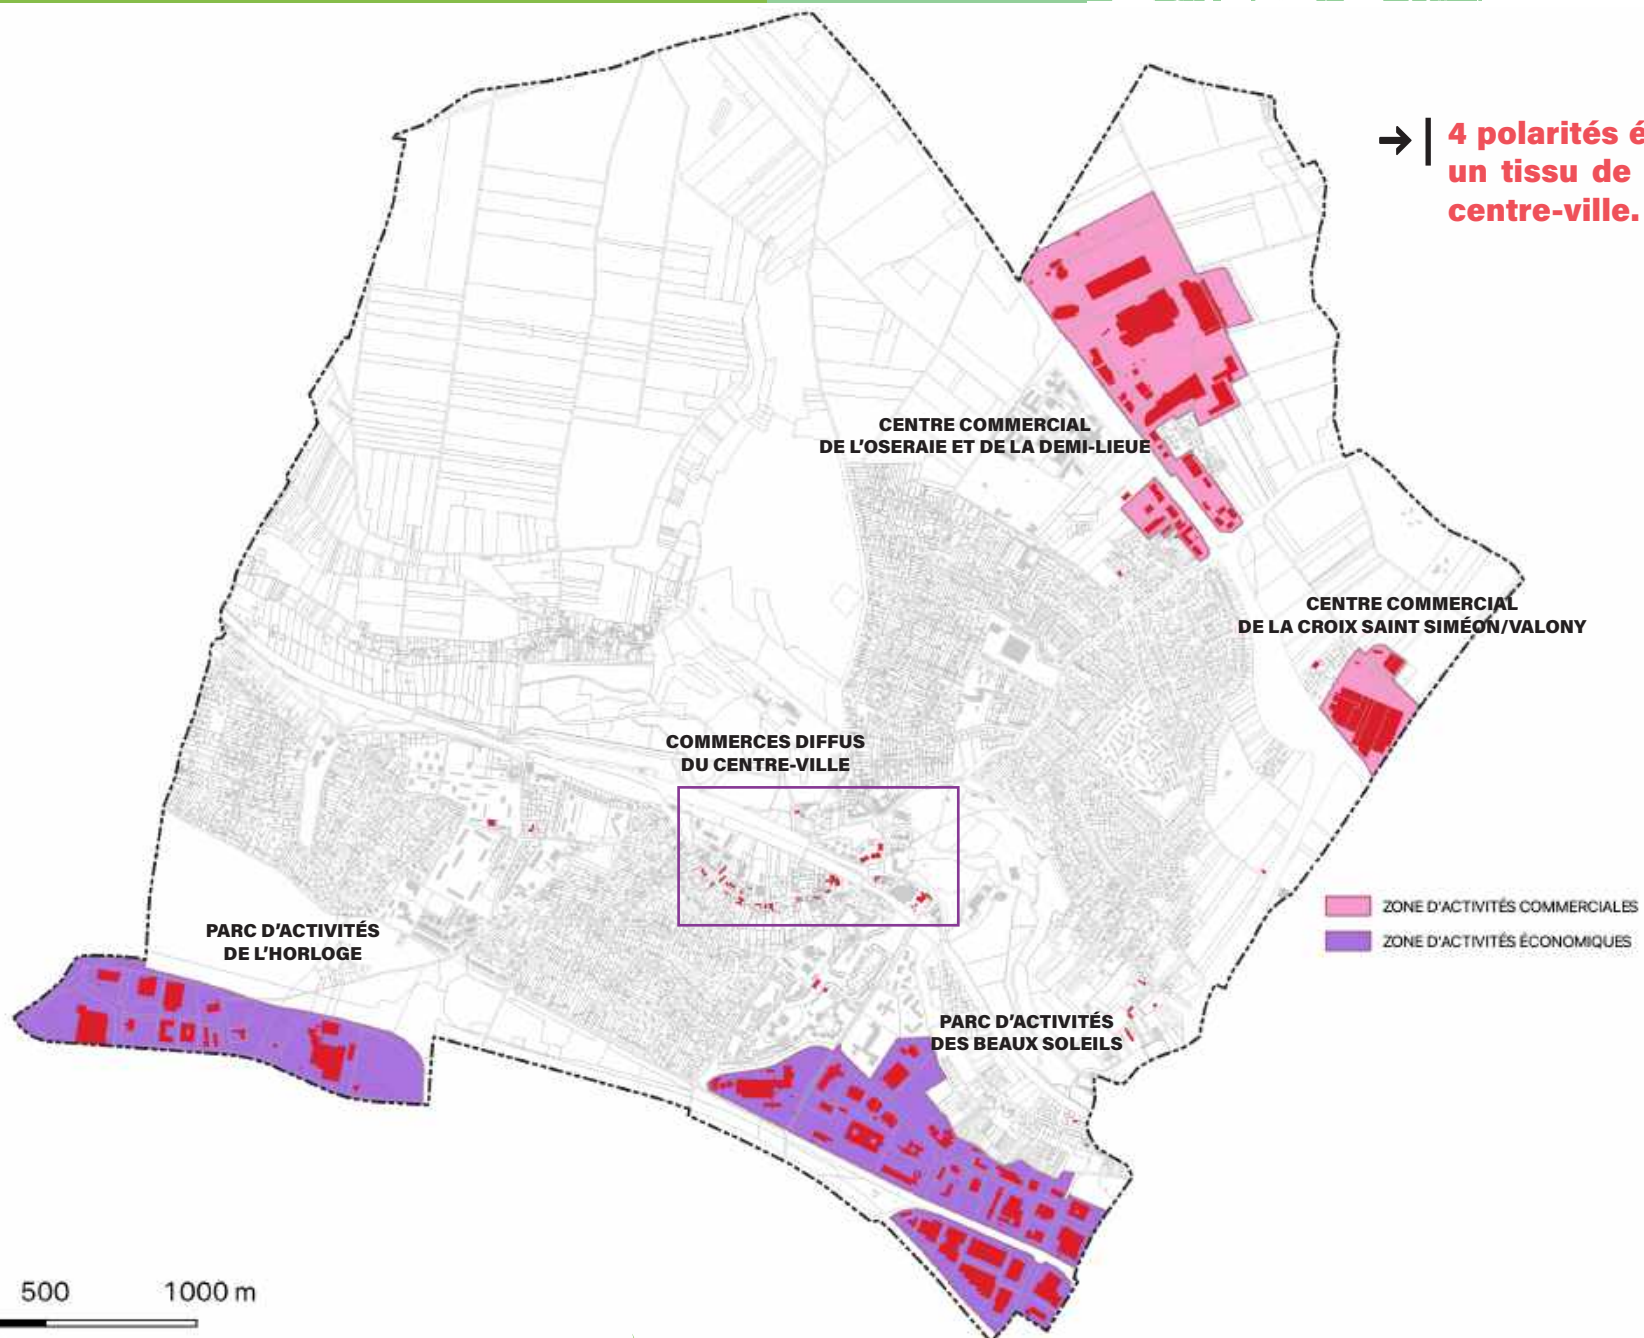 → | 4 polarités
un tissu de
centre-ville.
CENTRE COMMERCIAL
DE L'OSERAIE ET DE LA DEMI-LIEUE
CENTRE COMMERCIAL
DE LA CROIX SAINT SIMÉON/VALONY
COMMERCES DIFFUS
DU CENTRE-VILLE
ZONE D'ACTIVITÉS COMMERCIALES
ZONE D'ACTIVITÉS ÉCONOMIQUES
PARC D'ACTIVITÉS
DE L'HORLOGE
PARC D'ACTIVITÉS
DES BEAUX SOLEILS
500 1000 m